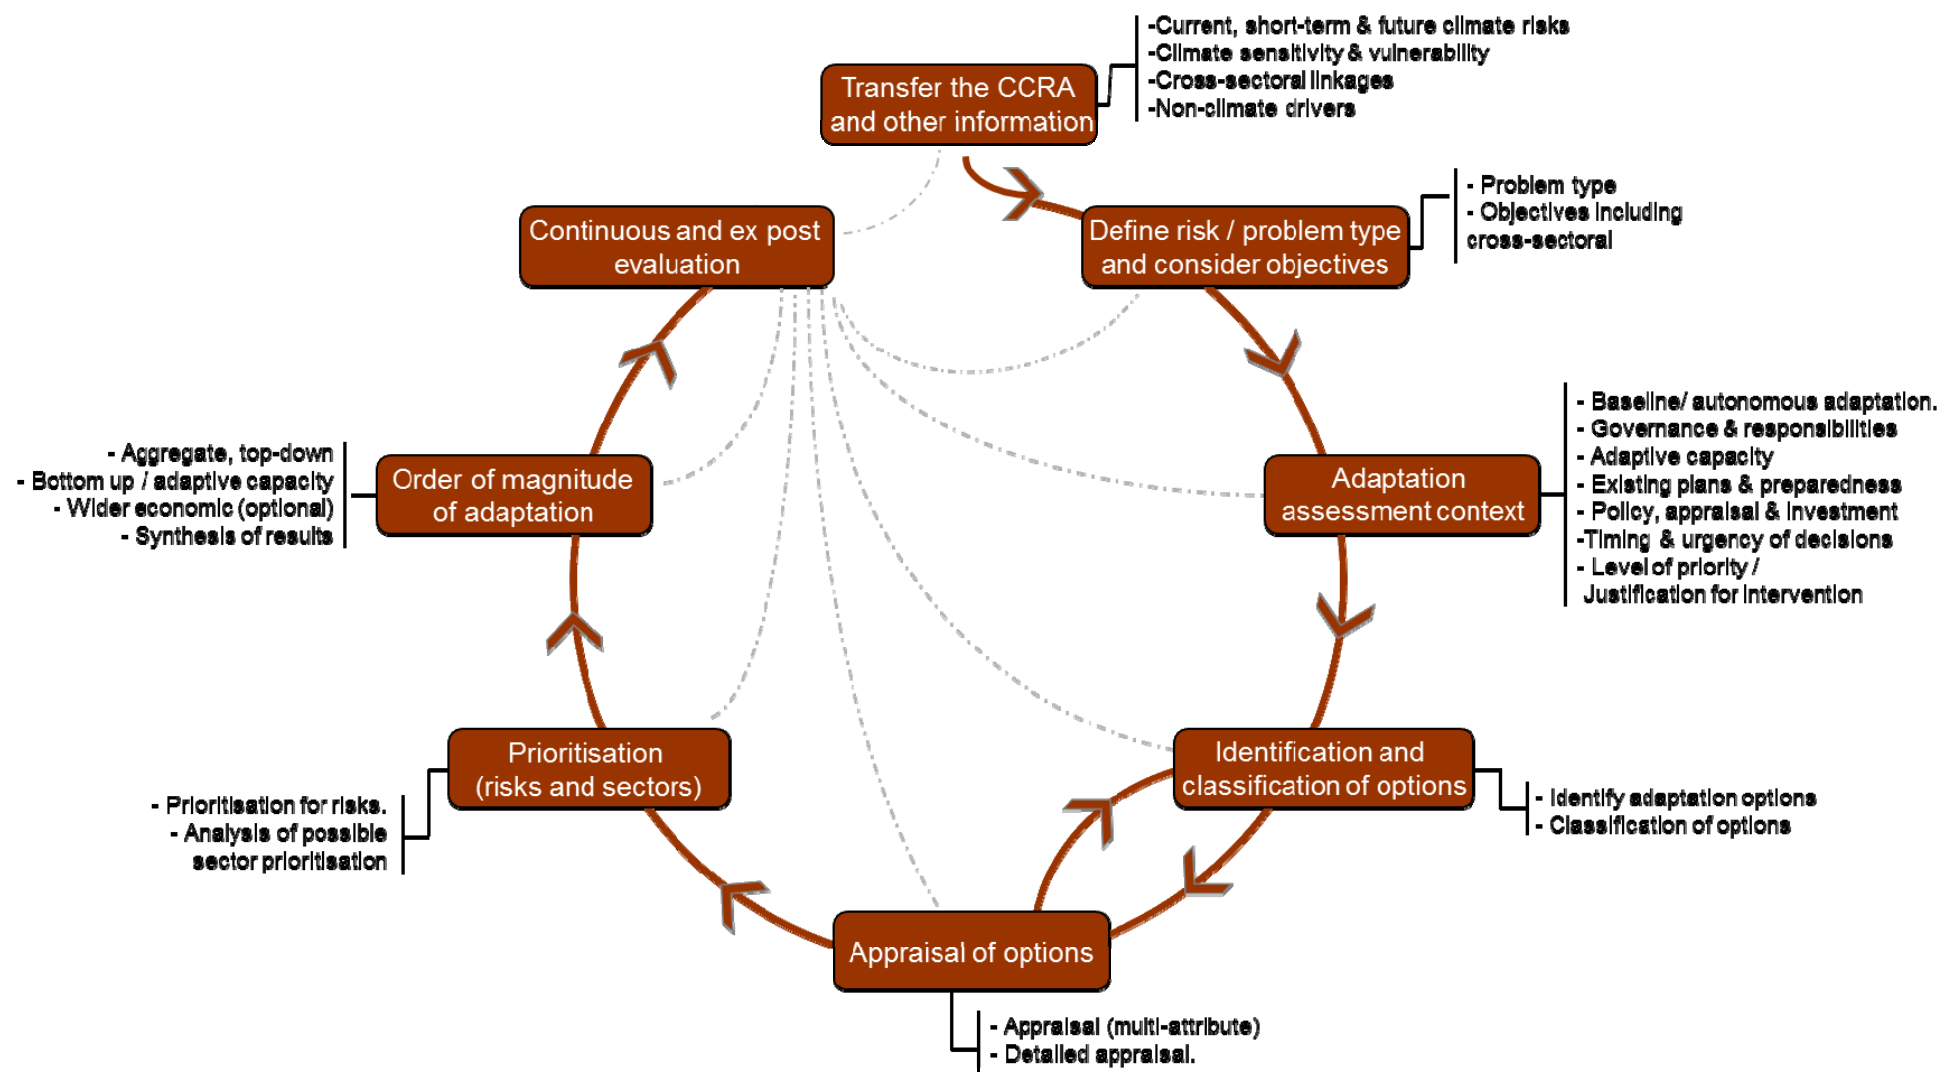 Transfer the CCRA
and other information
-Current, short-term & future climate risks
-Climate sensitivity & vulnerability
-Cross-sectoral linkages
-Non-climate drivers
Define risk / problem type
and consider objectives
- Problem type
- Objectives including
cross-sectoral
Adaptation
assessment context
- Baseline/ autonomous adaptation.
- Governance & responsibilities
- Adaptive capacity
- Existing plans & preparedness
- Policy, appraisal & investment
-Timing & urgency of decisions
- Level of priority /
Justification for intervention
Identification and
classification of options
- Identify adaptation options
- Classification of options
Appraisal of options
- Appraisal (multi-attribute)
- Detailed appraisal.
Prioritisation
(risks and sectors)
- Prioritisation for risks.
- Analysis of possible
sector prioritisation
Order of magnitude
of adaptation
- Aggregate, top-down
- Bottom up / adaptive capacity
- Wider economic (optional)
- Synthesis of results
Continuous and ex post
evaluation